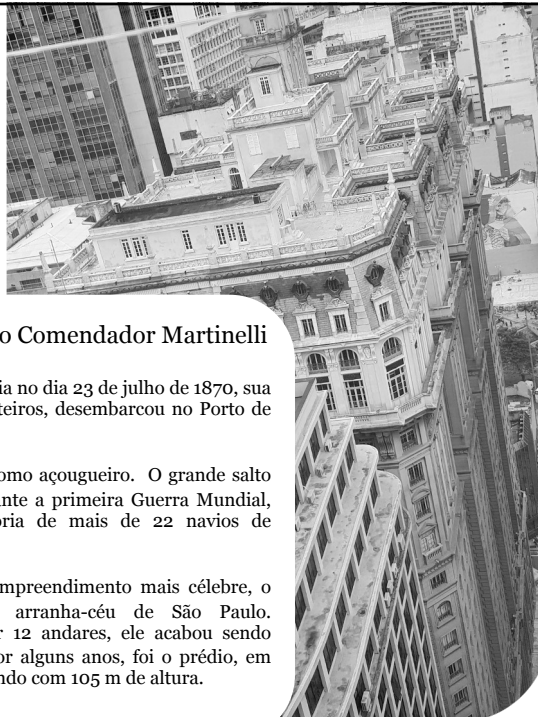 o Comendador Martinelli
ia no dia 23 de julho de 1870, sua
teiros, desembarcou no Porto de
omo açougueiro. O grande salto
ante a primeira Guerra Mundial,
ória de mais de 22 navios de
mpreendimento mais célebre, o
arranha-céu de São Paulo.
r 12 andares, ele acabou sendo
or alguns anos, foi o prédio, em
ndo com 105 m de altura.